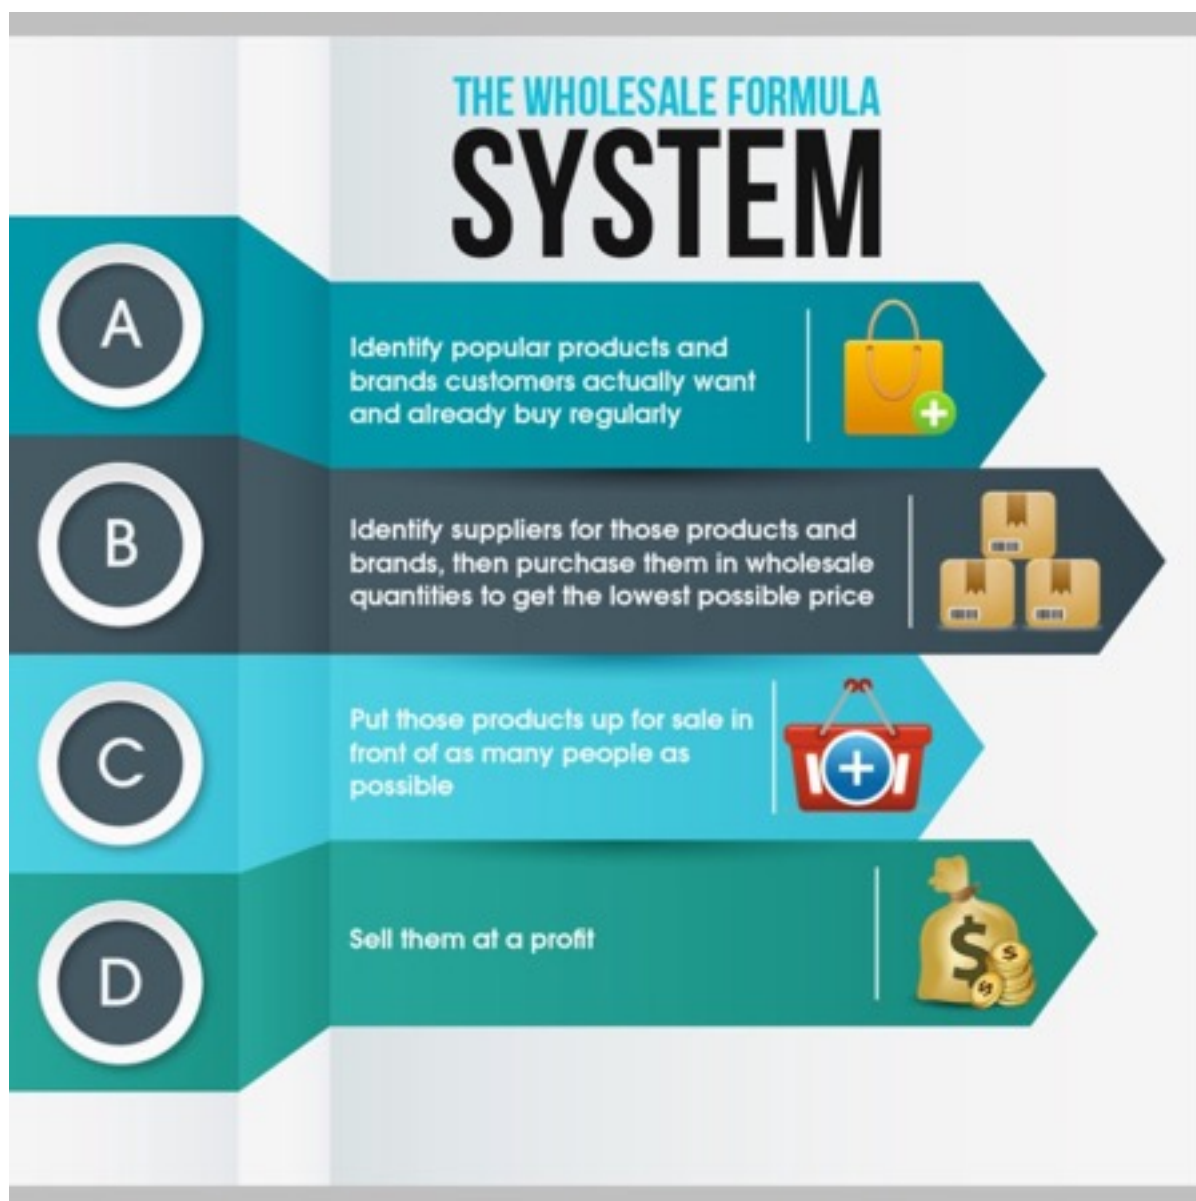 THE WHOLESALE FORMULA
SYSTEM
A
Identify popular products and
brands customers actually want
and already buy regularly
B
Identify suppliers for those products and
brands, then purchase them in wholesale
quantities to get the lowest possible price
C
Put those products up for sale in
front of as many people as
possible
D
Sell them at a profit
$
$
$